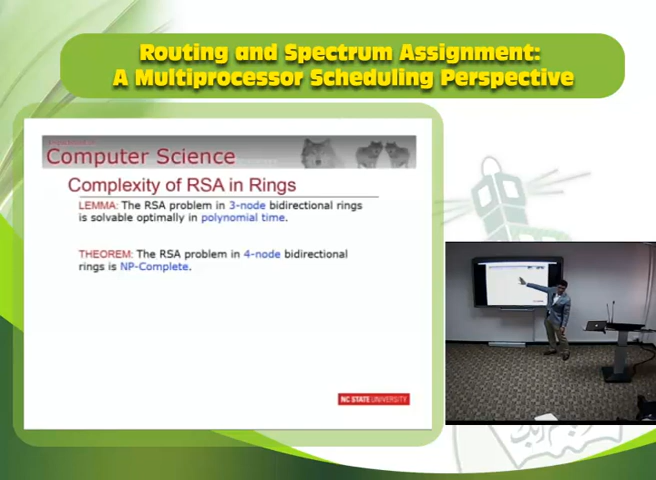 Routing and Spectrum Assignment:
A Multiprocessor Scheduling Perspective
Department of
Computer Science
Complexity of RSA in Rings
LEMMA: The RSA problem in 3-node bidirectional rings
is solvable optimally in polynomial time.
THEOREM: The RSA problem in 4-node bidirectional
rings is NP-Complete.
NC STATE UNIVERSITY